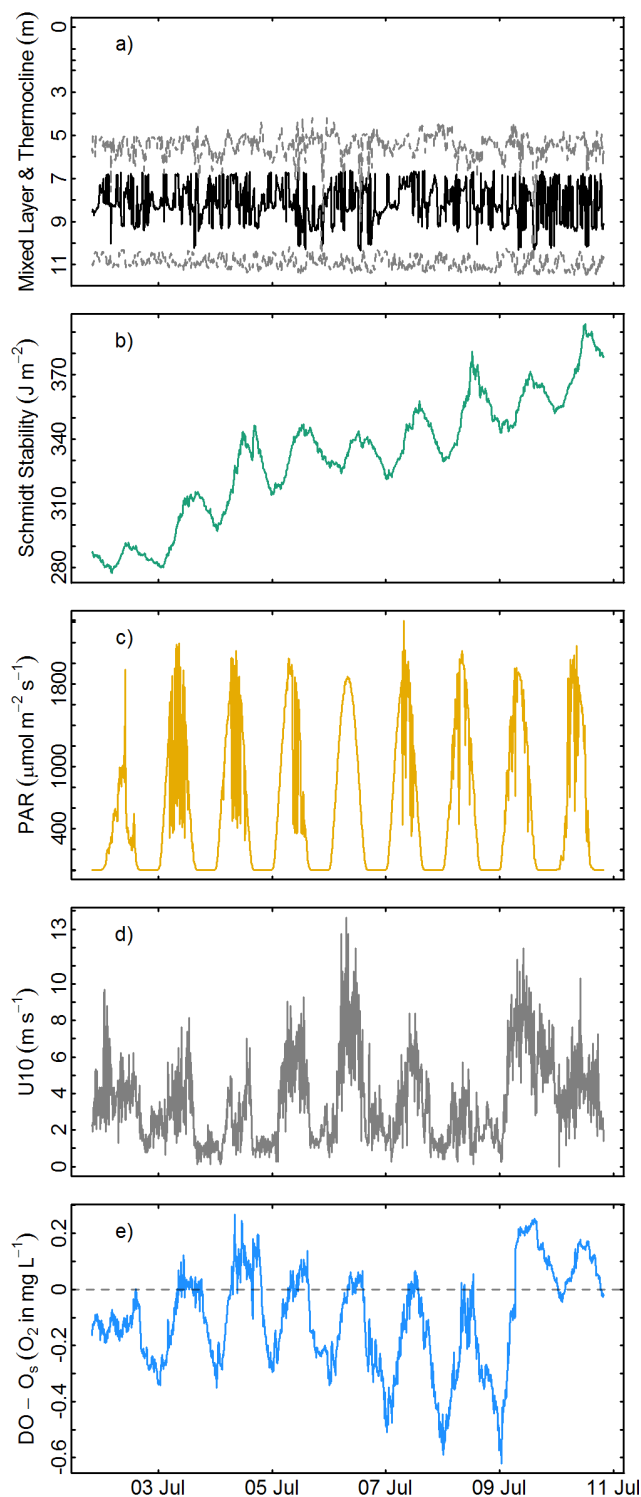 a)
Mixed Layer & Thermocline (m)
0
3
5
7
9
11
b)
Schmidt Stability (J m⁻²)
370
340
310
280
c)
PAR (µmol m⁻² s⁻¹)
1800
1000
400
d)
U10 (m s⁻¹)
13
10
8
6
4
2
0
e)
DO − Oₛ (O₂ in mg L⁻¹)
0.2
0
-0.2
-0.4
-0.6
03 Jul 05 Jul 07 Jul 09 Jul 11 Jul